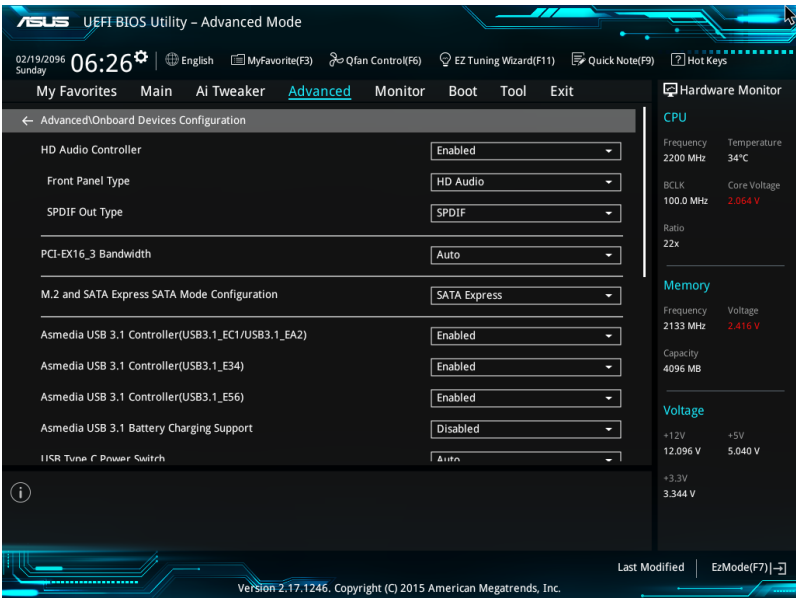 ASUS UEFI BIOS Utility – Advanced Mode
02/19/2096
Sunday
06:26
English
MyFavorite(F3)
Qfan Control(F6)
EZ Tuning Wizard(F11)
Quick Note(F9)
? Hot Keys
My Favorites Main Ai Tweaker Advanced Monitor Boot Tool Exit
Hardware Monitor
← Advanced\Onboard Devices Configuration
HD Audio Controller Enabled
Front Panel Type HD Audio
SPDIF Out Type SPDIF
PCI-EX16_3 Bandwidth Auto
M.2 and SATA Express SATA Mode Configuration SATA Express
Asmedia USB 3.1 Controller(USB3.1_EC1/USB3.1_EA2) Enabled
Asmedia USB 3.1 Controller(USB3.1_E34) Enabled
Asmedia USB 3.1 Controller(USB3.1_E56) Enabled
Asmedia USB 3.1 Battery Charging Support Disabled
USB Type C Power Switch Auto
CPU
Frequency Temperature
2200 MHz 34°C
BCLK Core Voltage
100.0 MHz 2.064 V
Ratio
22x
Memory
Frequency Voltage
2133 MHz 2.416 V
Capacity
4096 MB
Voltage
+12V +5V
12.096 V 5.040 V
+3.3V
3.344 V
i
Last Modified
EzMode(F7)
Version 2.17.1246. Copyright (C) 2015 American Megatrends, Inc.